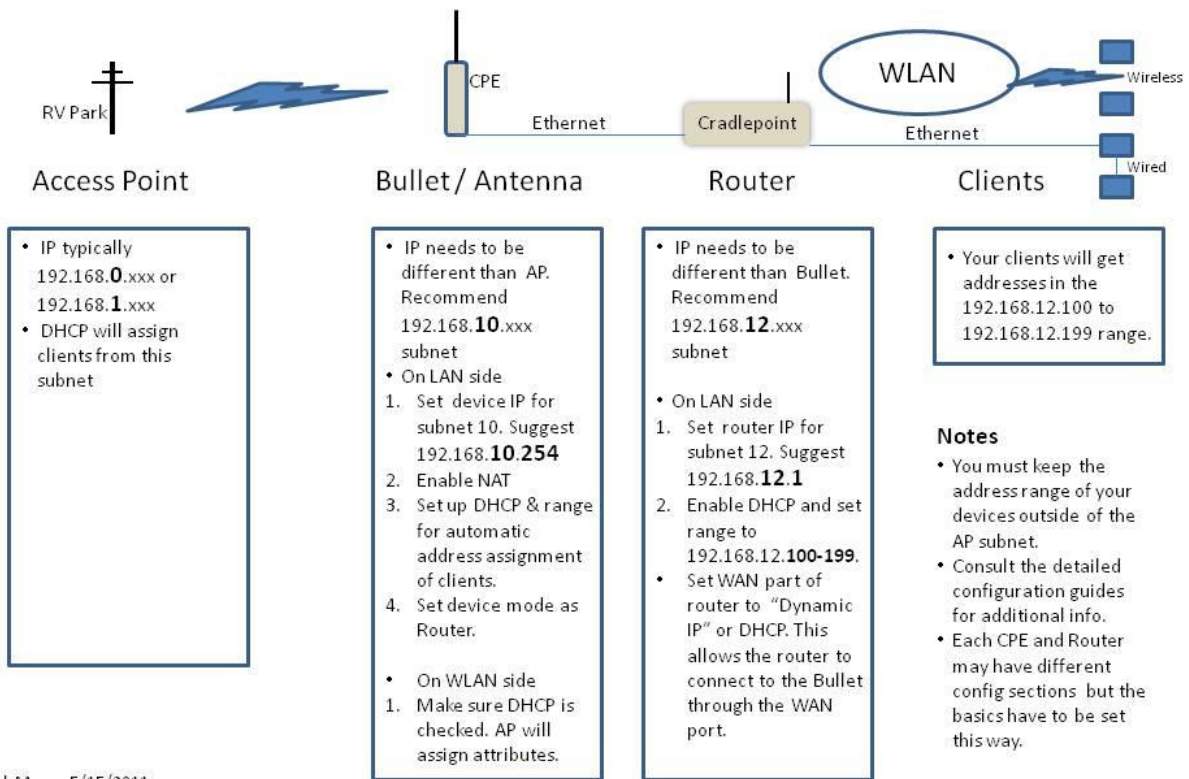 RV Park
CPE
Ethernet
Cradlepoint
WLAN
Ethernet
Wireless
Wired
Access Point
Bullet / Antenna
Router
Clients
• IP typically
192.168.0.xxx or
192.168.1.xxx
• DHCP will assign
clients from this
subnet
• IP needs to be
different than AP.
Recommend
192.168.10.xxx
subnet
• On LAN side
1. Set device IP for
subnet 10. Suggest
192.168.10.254
2. Enable NAT
3. Set up DHCP & range
for automatic
address assignment
of clients.
4. Set device mode as
Router.
• On WLAN side
1. Make sure DHCP is
checked. AP will
assign attributes.
• IP needs to be
different than Bullet.
Recommend
192.168.12.xxx
subnet
• On LAN side
1. Set router IP for
subnet 12. Suggest
192.168.12.1
2. Enable DHCP and set
range to
192.168.12.100-199.
• Set WAN part of
router to “Dynamic
IP” or DHCP. This
allows the router to
connect to the Bullet
through the WAN
port.
• Your clients will get
addresses in the
192.168.12.100 to
192.168.12.199 range.
Notes
• You must keep the
address range of your
devices outside of the
AP subnet.
• Consult the detailed
configuration guides
for additional info.
• Each CPE and Router
may have different
config sections but the
basics have to be set
this way.